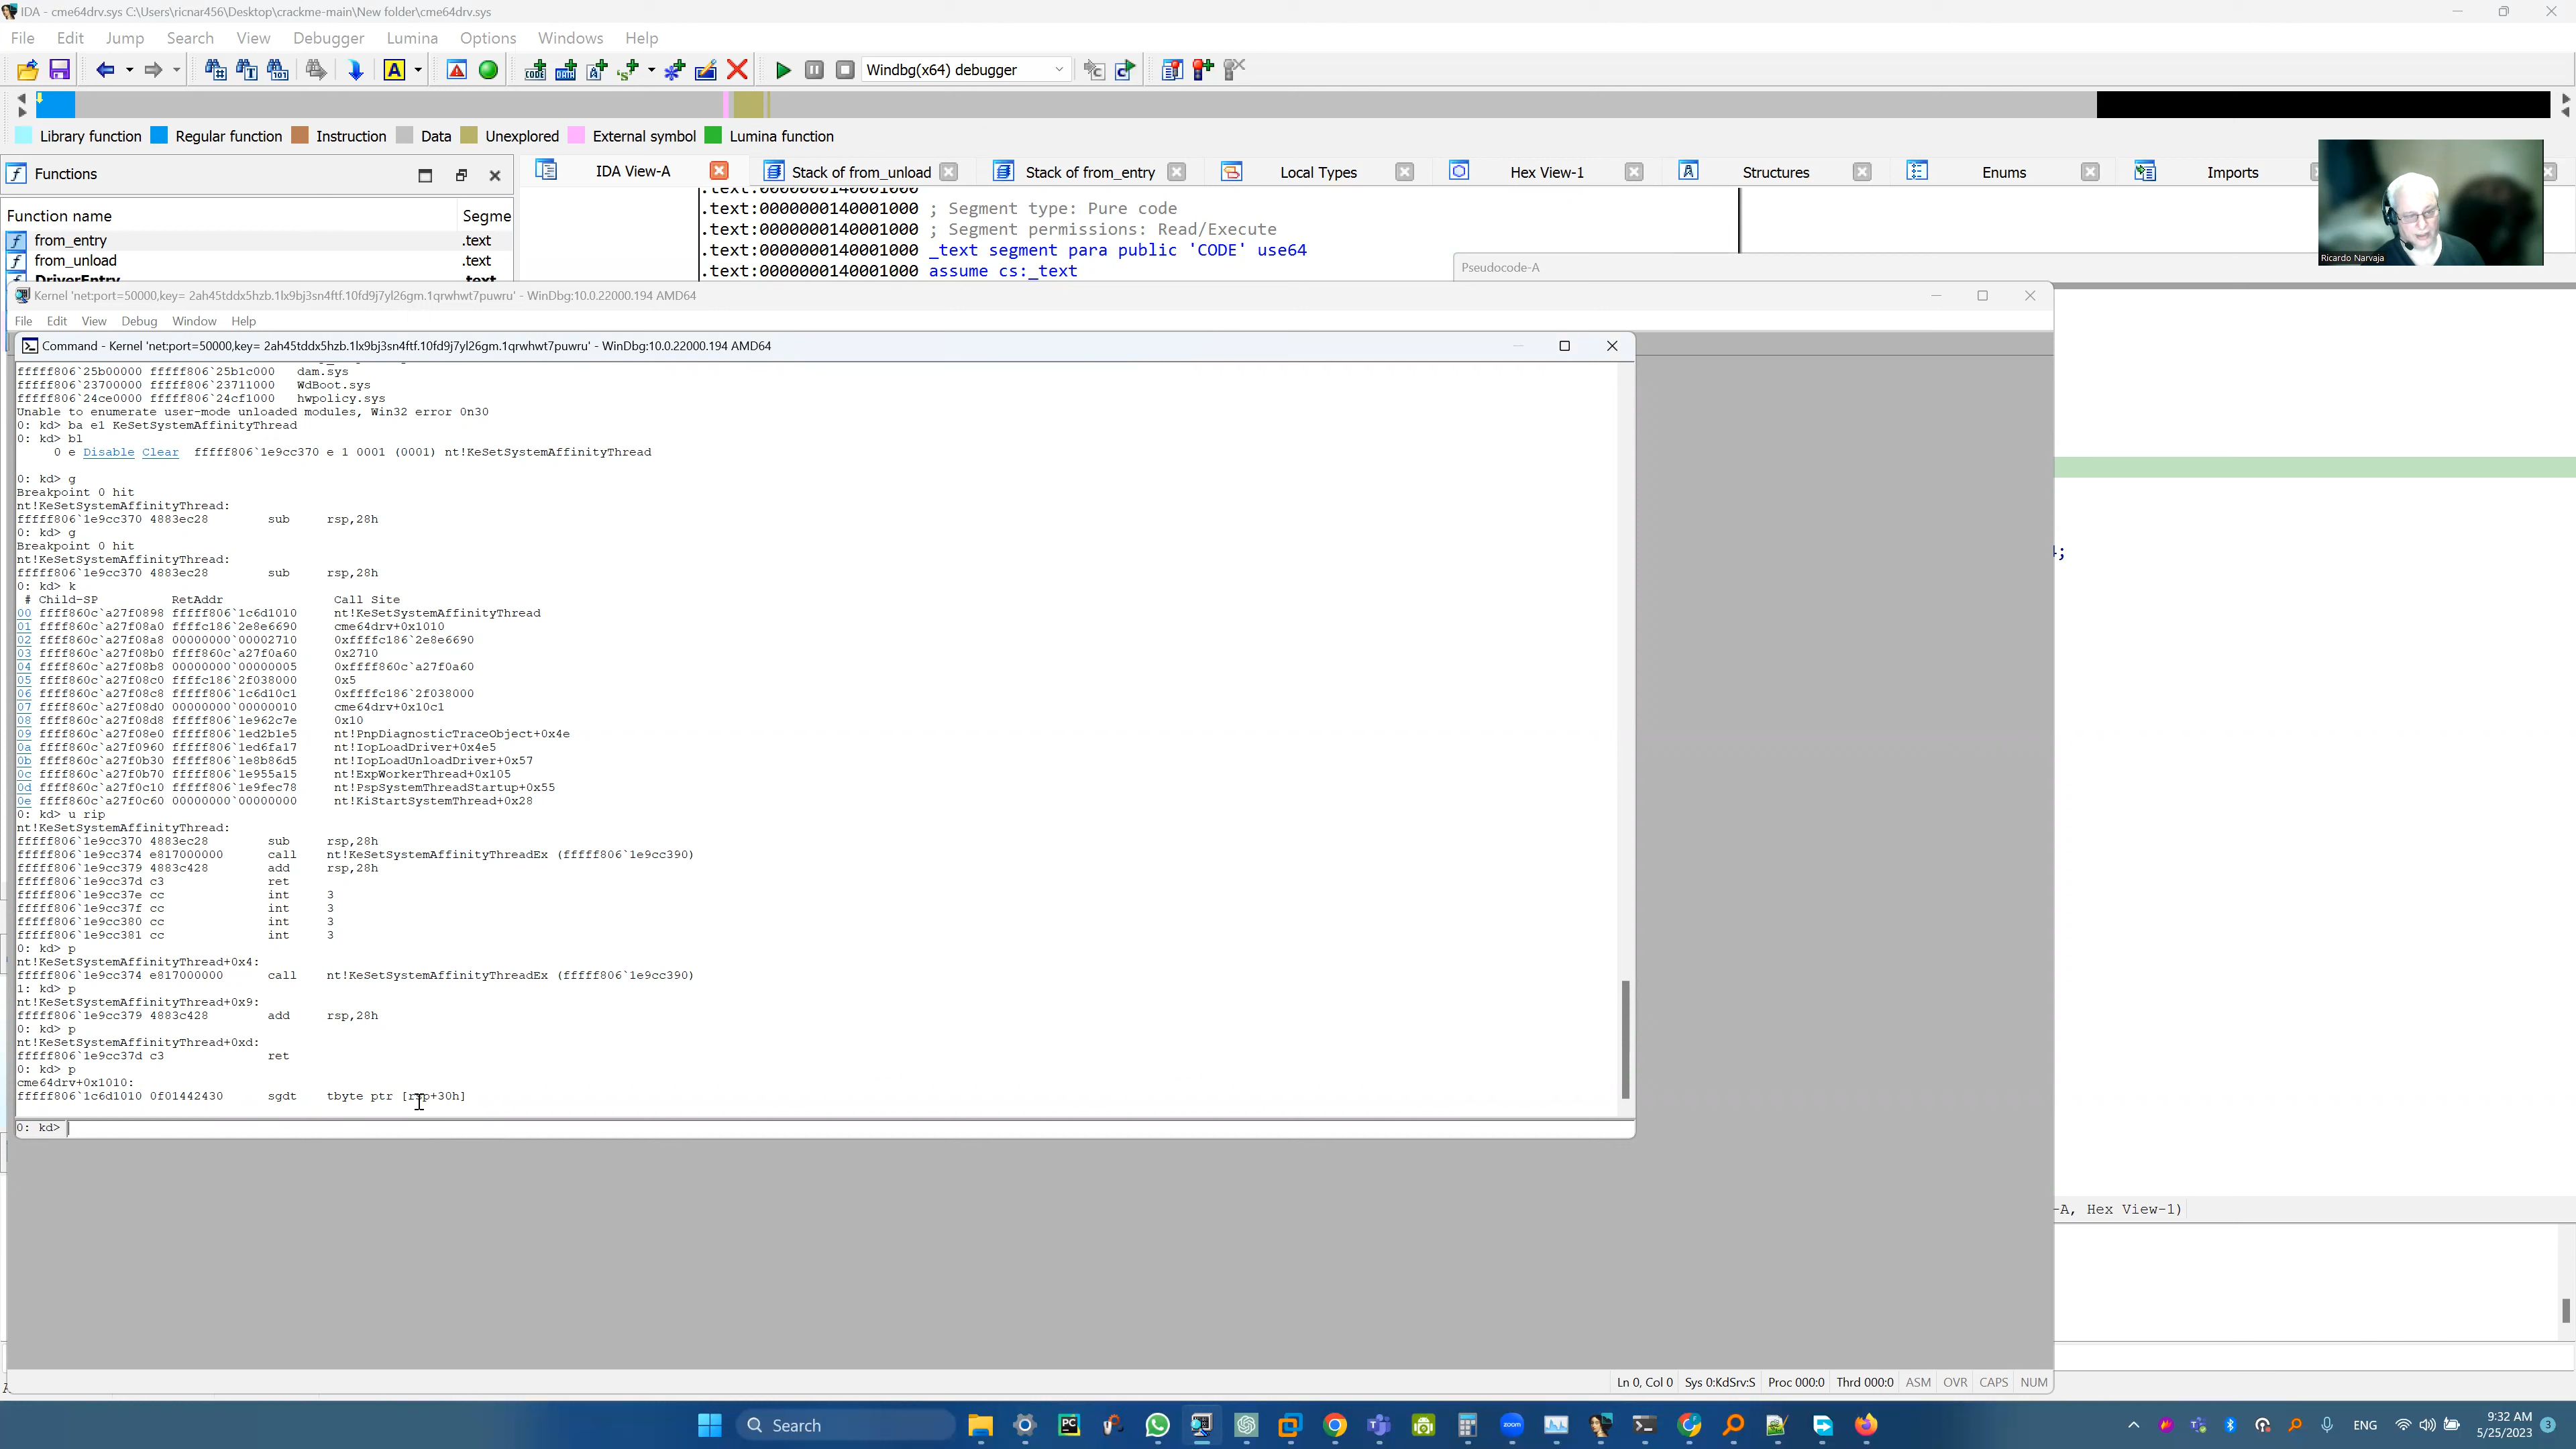 IDA - cme64drv.sys C:\Users\ricnar456\Desktop\crackme-main\New folder\cme64drv.sys
File Edit Jump Search View Debugger Lumina Options Windows Help
Windbg(x64) debugger
Library function Regular function Instruction Data Unexplored External symbol Lumina function
Functions
IDA View-A Stack of from_unload Stack of from_entry Local Types Hex View-1 Structures Enums Imports
Function name Segme
from_entry .text
from_unload .text
DriverEntry .text
.text:0000000140001000
.text:0000000140001000 ; Segment type: Pure code
.text:0000000140001000 ; Segment permissions: Read/Execute
.text:0000000140001000 _text segment para public 'CODE' use64
.text:0000000140001000 assume cs:_text
Pseudocode-A
Ricardo Narvaja
Kernel 'net:port=50000,key= 2ah45tddx5hzb.1lx9bj3sn4ftf.10fd9j7yl26gm.1qrwhwt7puwru' - WinDbg:10.0.22000.194 AMD64
File Edit View Debug Window Help
Command - Kernel 'net:port=50000,key= 2ah45tddx5hzb.1lx9bj3sn4ftf.10fd9j7yl26gm.1qrwhwt7puwru' - WinDbg:10.0.22000.194 AMD64
fffff806`25b00000 fffff806`25b1c000 dam.sys
fffff806`23700000 fffff806`23711000 WdBoot.sys
fffff806`24ce0000 fffff806`24cf1000 hwpolicy.sys
Unable to enumerate user-mode unloaded modules, Win32 error 0n30
0: kd> ba e1 KeSetSystemAffinityThread
0: kd> bl
0 e Disable Clear fffff806`1e9cc370 e 1 0001 (0001) nt!KeSetSystemAffinityThread
0: kd> g
Breakpoint 0 hit
nt!KeSetSystemAffinityThread:
fffff806`1e9cc370 4883ec28 sub rsp,28h
0: kd> g
Breakpoint 0 hit
nt!KeSetSystemAffinityThread:
fffff806`1e9cc370 4883ec28 sub rsp,28h
0: kd> k
# Child-SP RetAddr Call Site
00 ffff860c`a27f0898 fffff806`1c6d1010 nt!KeSetSystemAffinityThread
01 ffff860c`a27f08a0 ffffc186`2e8e6690 cme64drv+0x1010
02 ffff860c`a27f08a8 00000000`00002710 0xffffc186`2e8e6690
03 ffff860c`a27f08b0 ffff860c`a27f0a60 0x2710
04 ffff860c`a27f08b8 00000000`00000005 0xffff860c`a27f0a60
05 ffff860c`a27f08c0 ffffc186`2f038000 0x5
06 ffff860c`a27f08c8 fffff806`1c6d10c1 0xffffc186`2f038000
07 ffff860c`a27f08d0 00000000`00000010 cme64drv+0x10c1
08 ffff860c`a27f08d8 fffff806`1e962c7e 0x10
09 ffff860c`a27f08e0 fffff806`1ed2b1e5 nt!PnpDiagnosticTraceObject+0x4e
0a ffff860c`a27f0960 fffff806`1ed6fa17 nt!IopLoadDriver+0x4e5
0b ffff860c`a27f0b30 fffff806`1e8b86d5 nt!IopLoadUnloadDriver+0x57
0c ffff860c`a27f0b70 fffff806`1e955a15 nt!ExpWorkerThread+0x105
0d ffff860c`a27f0c10 fffff806`1e9fec78 nt!PspSystemThreadStartup+0x55
0e ffff860c`a27f0c60 00000000`00000000 nt!KiStartSystemThread+0x28
0: kd> u rip
nt!KeSetSystemAffinityThread:
fffff806`1e9cc370 4883ec28 sub rsp,28h
fffff806`1e9cc374 e817000000 call nt!KeSetSystemAffinityThreadEx (fffff806`1e9cc390)
fffff806`1e9cc379 4883c428 add rsp,28h
fffff806`1e9cc37d c3 ret
fffff806`1e9cc37e cc int 3
fffff806`1e9cc37f cc int 3
fffff806`1e9cc380 cc int 3
fffff806`1e9cc381 cc int 3
0: kd> p
nt!KeSetSystemAffinityThread+0x4:
fffff806`1e9cc374 e817000000 call nt!KeSetSystemAffinityThreadEx (fffff806`1e9cc390)
1: kd> p
nt!KeSetSystemAffinityThread+0x9:
fffff806`1e9cc379 4883c428 add rsp,28h
0: kd> p
nt!KeSetSystemAffinityThread+0xd:
fffff806`1e9cc37d c3 ret
0: kd> p
cme64drv+0x1010:
fffff806`1c6d1010 0f01442430 sgdt tbyte ptr [rsp+30h]
0: kd>
4;
-A, Hex View-1)
Ln 0, Col 0 Sys 0:KdSrv:S Proc 000:0 Thrd 000:0 ASM OVR CAPS NUM
Search
zoom
ENG
9:32 AM
5/25/2023
3